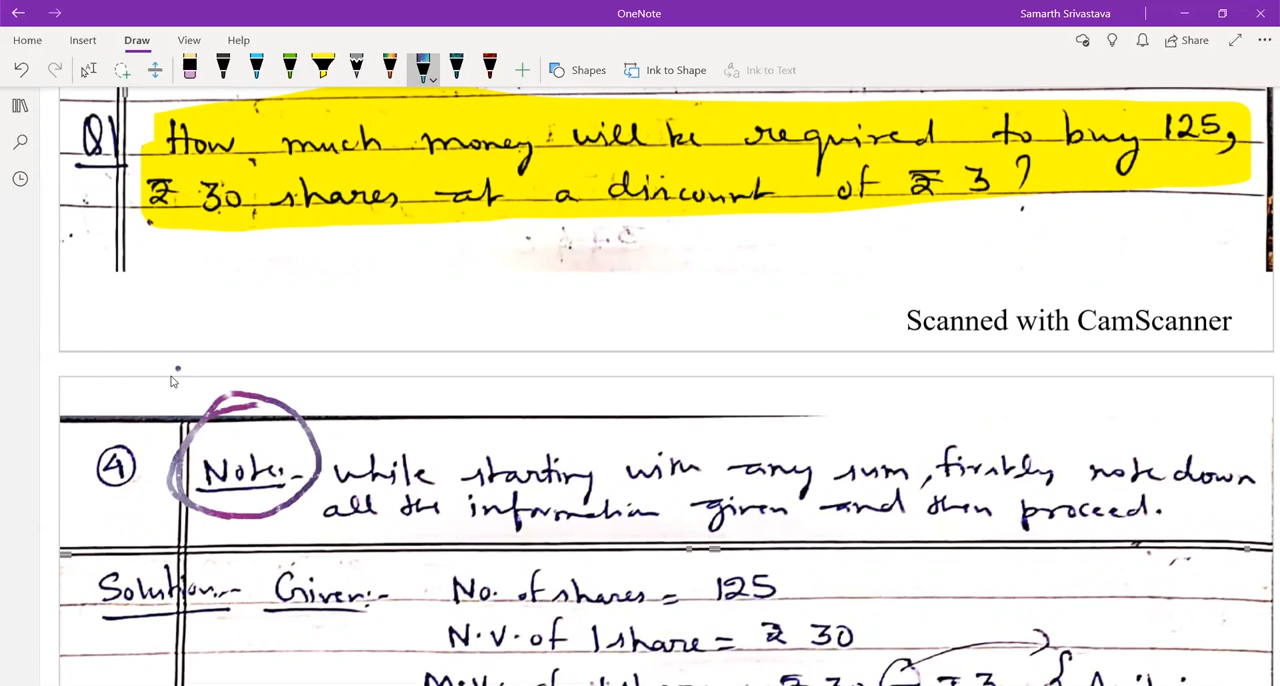 OneNote
Samarth Srivastava
Home Insert Draw View Help
Share
Shapes Ink to Shape Ink to Text
Q1 How much money will be required to buy 125,
₹ 30 shares at a discount of ₹ 3?
Scanned with CamScanner
④ Note:- While starting with any sum, firstly note down
all the information given and then proceed.
Solution:- Given:- No. of shares = 125
N.V. of 1 share = ₹ 30